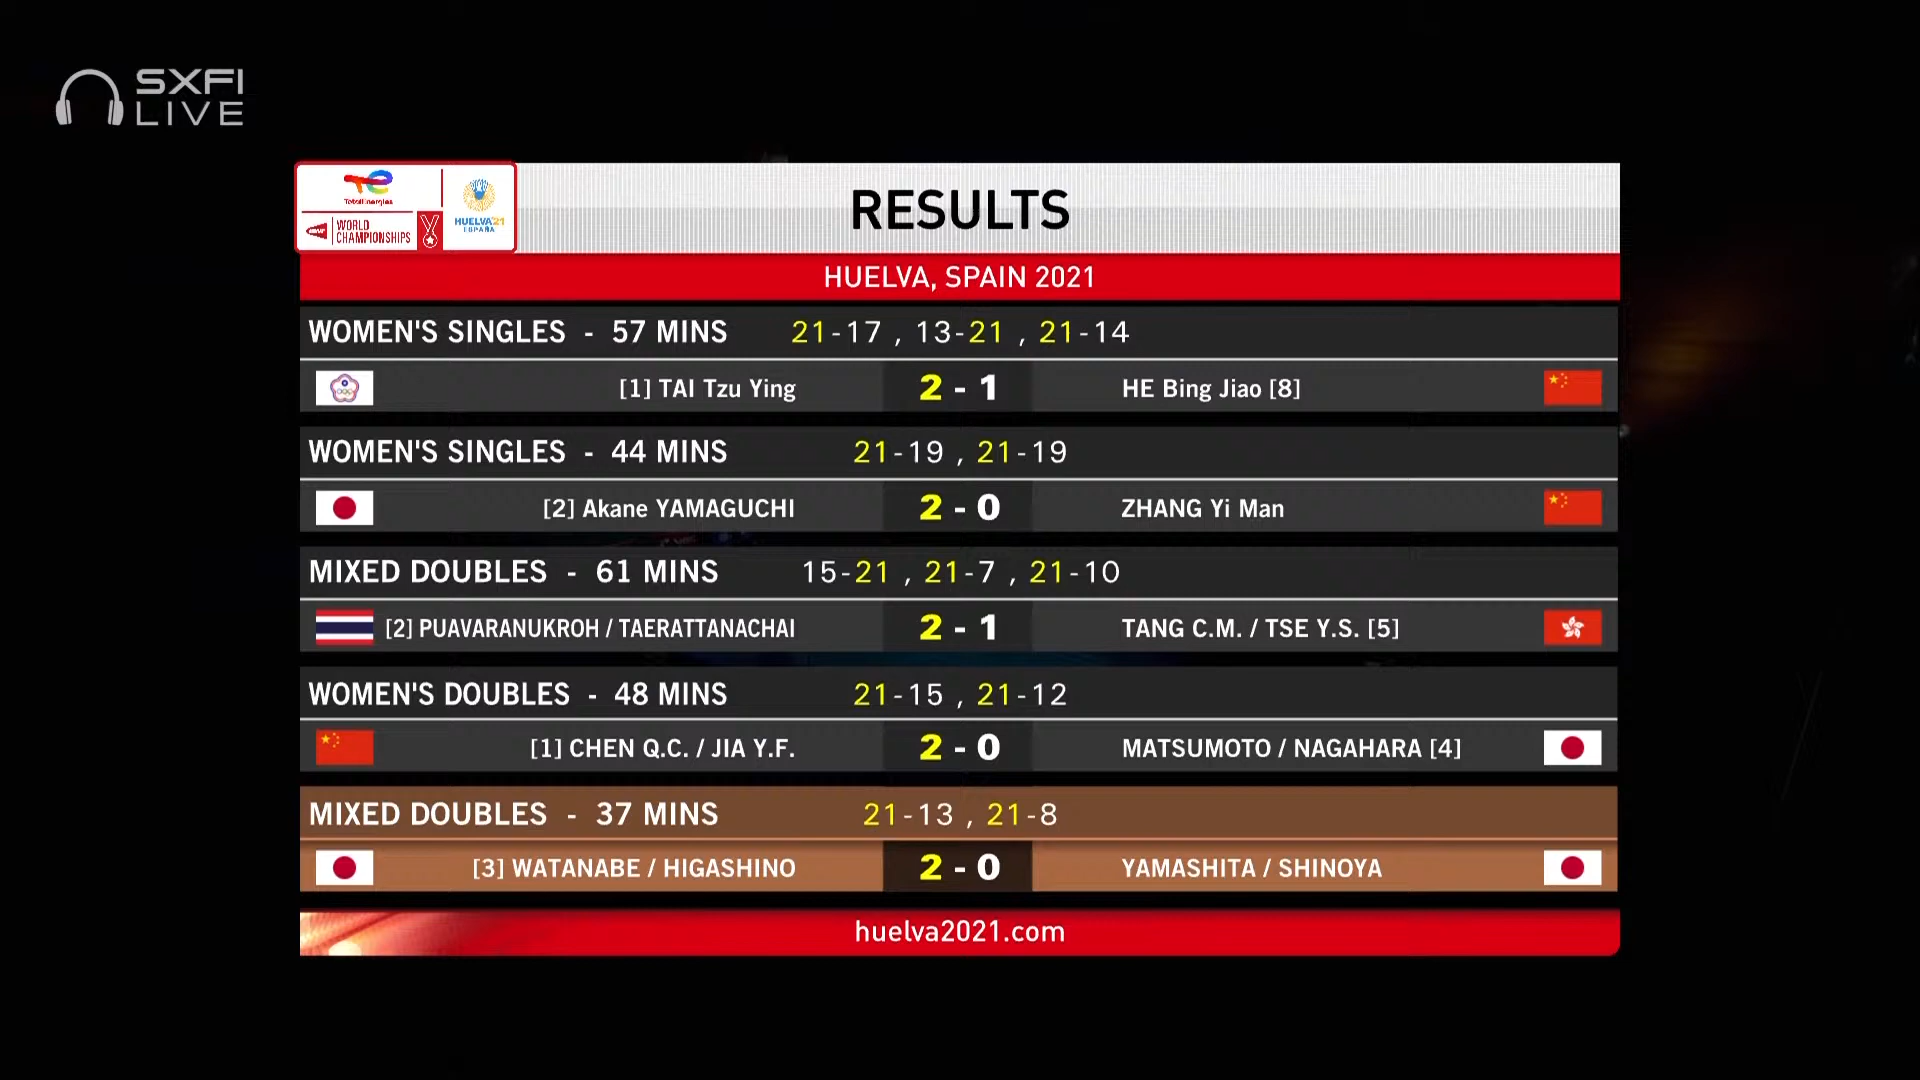 SXFI
LIVE
TotalEnergies
BWF
WORLD
CHAMPIONSHIPS
HUELVA'21
ESPAÑA
RESULTS
HUELVA, SPAIN 2021
WOMEN'S SINGLES - 57 MINS 21-17 , 13-21 , 21-14
[1] TAI Tzu Ying 2 - 1 HE Bing Jiao [8]
WOMEN'S SINGLES - 44 MINS 21-19 , 21-19
[2] Akane YAMAGUCHI 2 - 0 ZHANG Yi Man
MIXED DOUBLES - 61 MINS 15-21 , 21-7 , 21-10
[2] PUAVARANUKROH / TAERATTANACHAI 2 - 1 TANG C.M. / TSE Y.S. [5]
WOMEN'S DOUBLES - 48 MINS 21-15 , 21-12
[1] CHEN Q.C. / JIA Y.F. 2 - 0 MATSUMOTO / NAGAHARA [4]
MIXED DOUBLES - 37 MINS 21-13 , 21-8
[3] WATANABE / HIGASHINO 2 - 0 YAMASHITA / SHINOYA
huelva2021.com